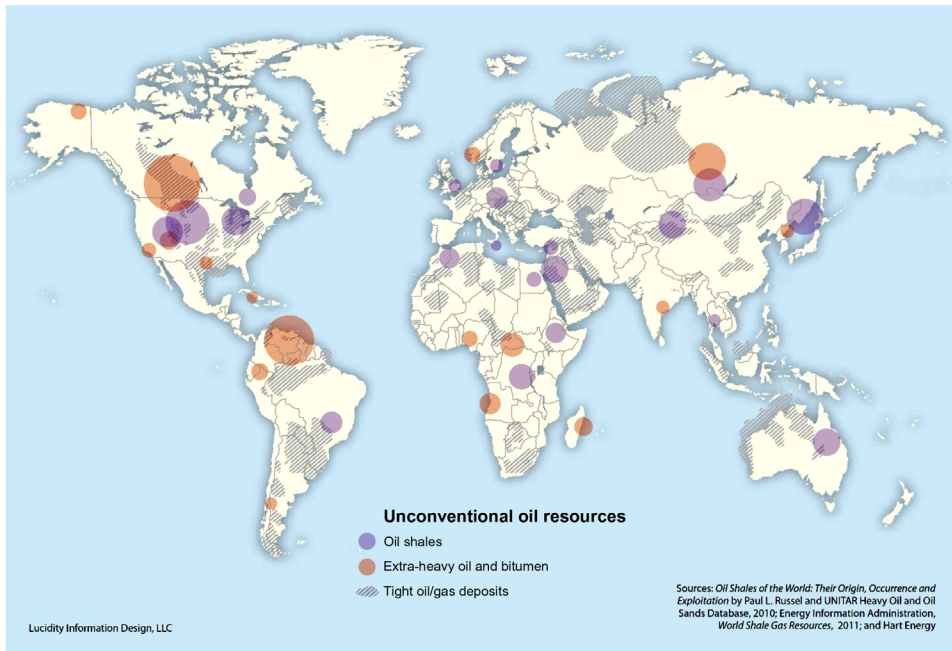 Unconventional oil resources
Oil shales
Extra-heavy oil and bitumen
Tight oil/gas deposits
Sources: Oil Shales of the World: Their Origin, Occurrence and
Exploitation by Paul L. Russel and UNITAR Heavy Oil and Oil
Sands Database, 2010; Energy Information Administration,
World Shale Gas Resources, 2011; and Hart Energy
Lucidity Information Design, LLC